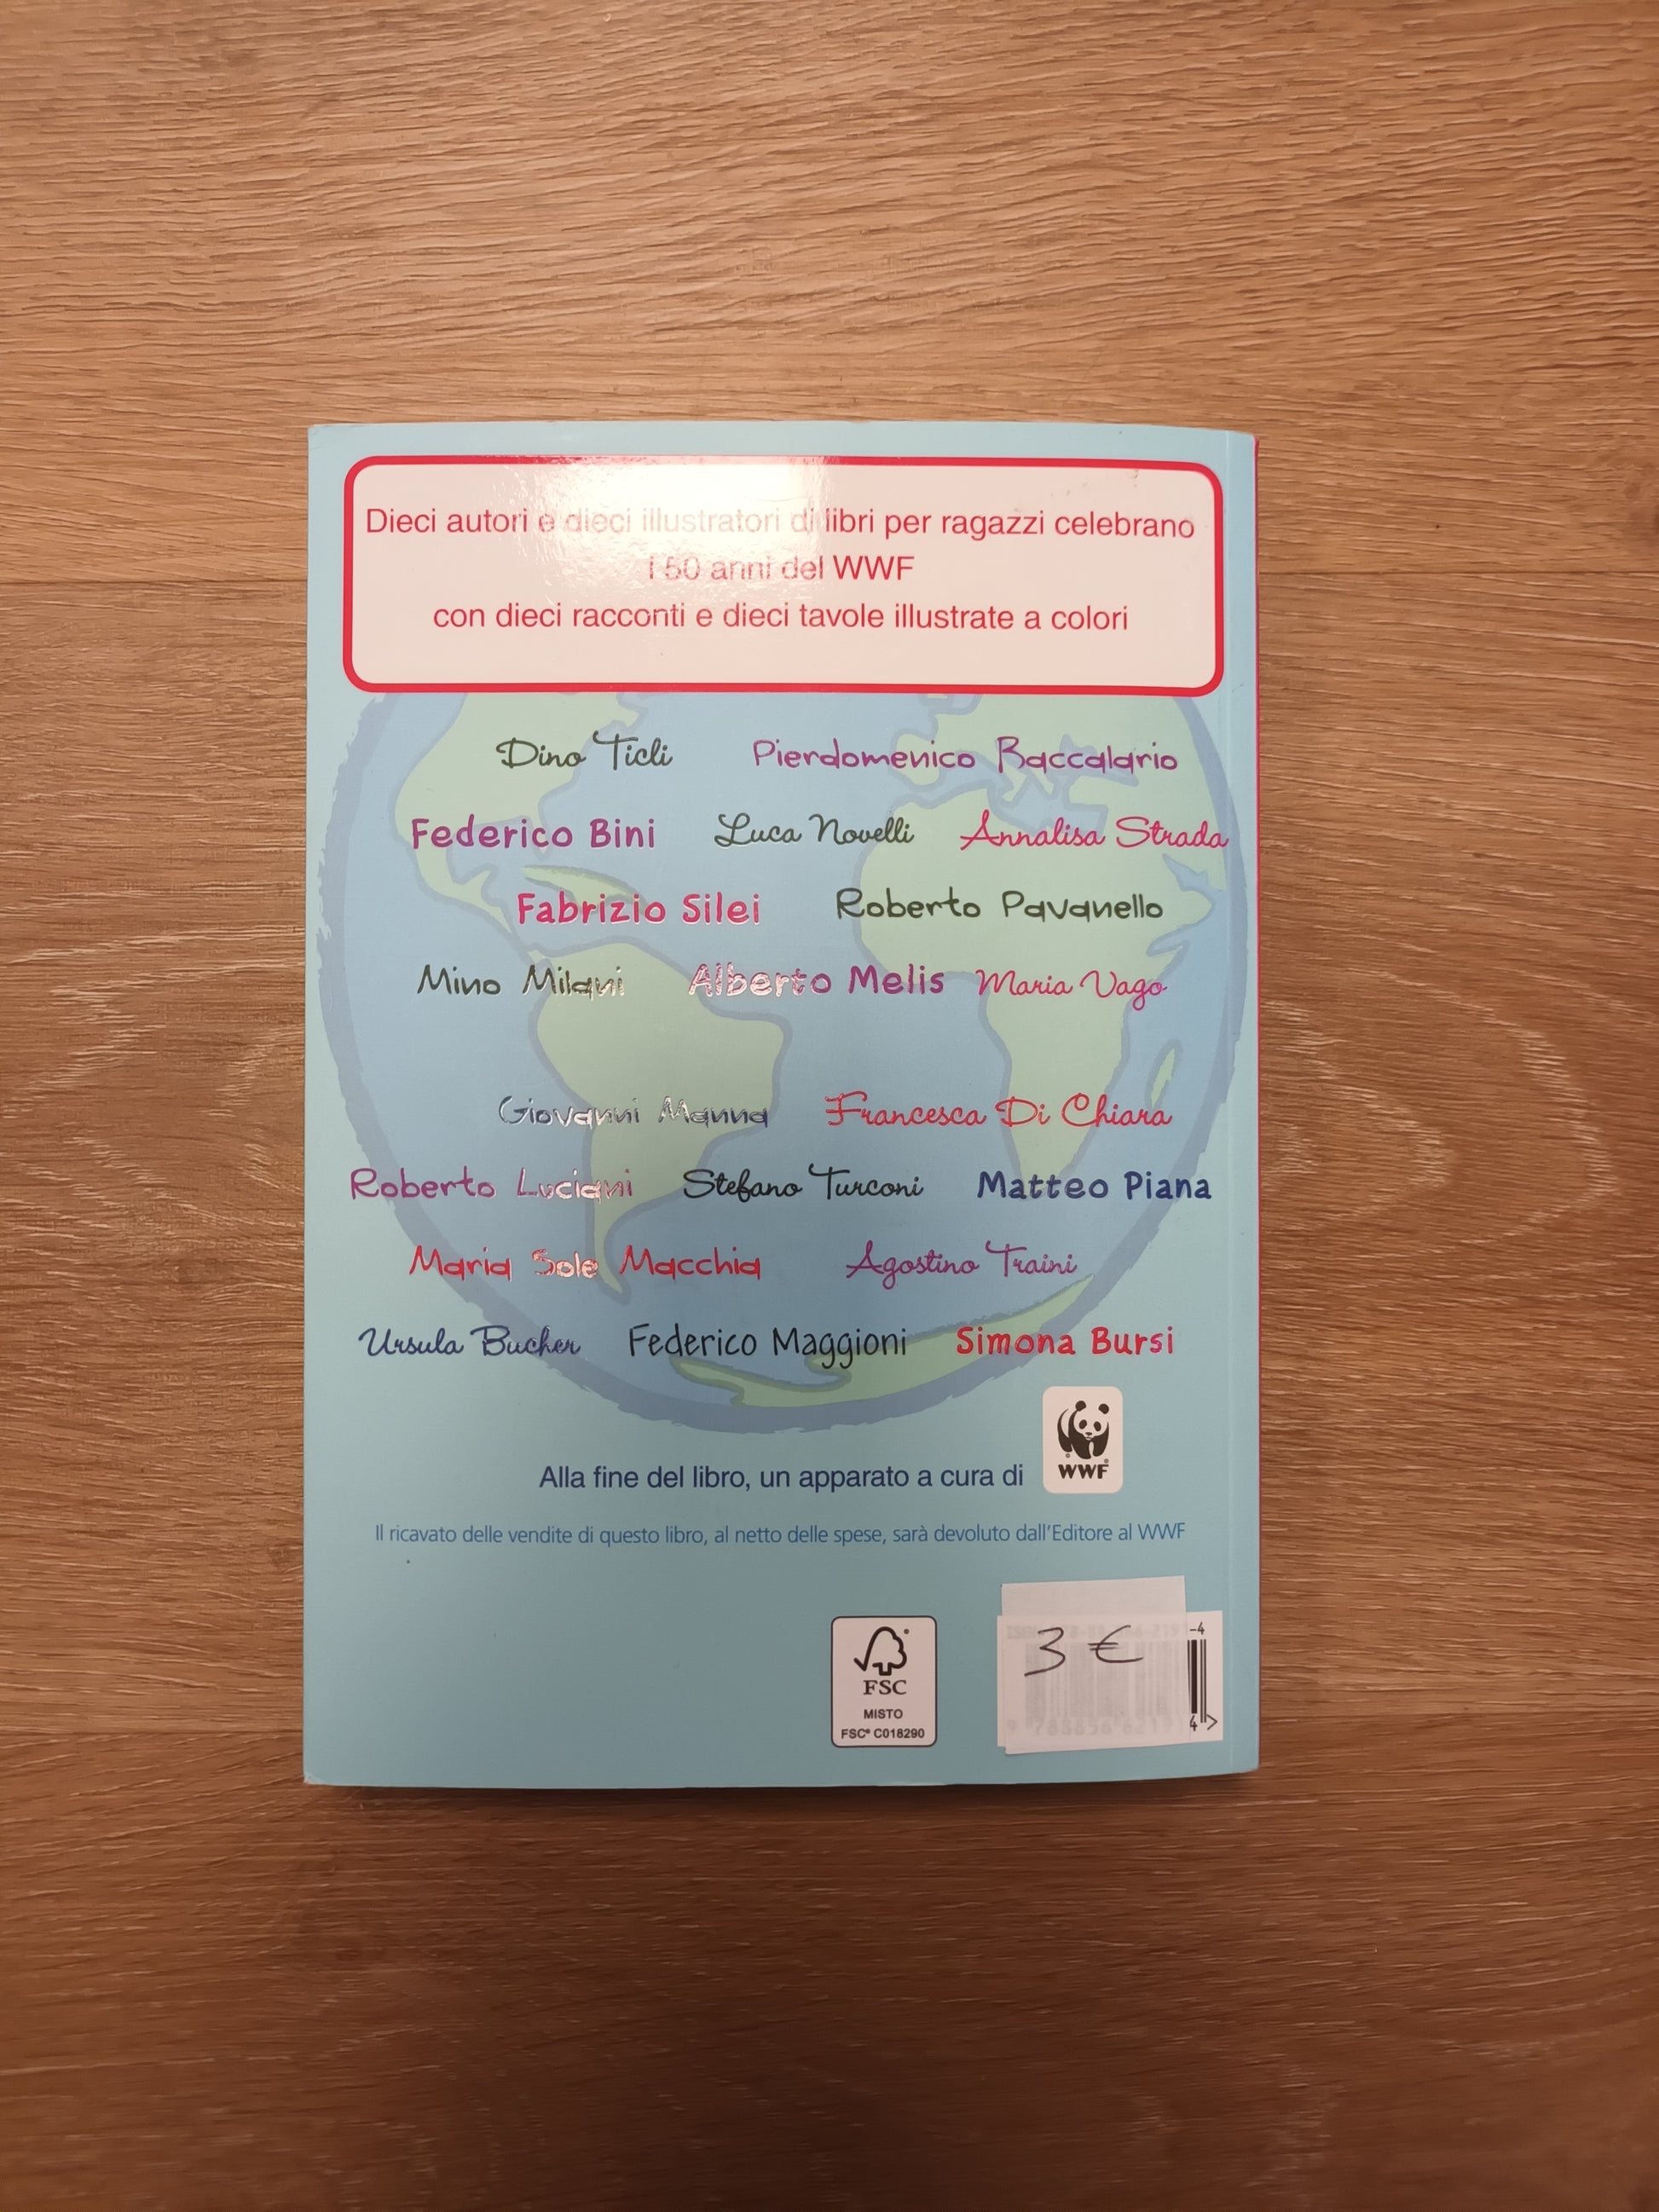 Dieci autori e dieci illustratori di libri per ragazzi celebrano
i 50 anni del WWF
con dieci racconti e dieci tavole illustrate a colori
Dino Ticli Pierdomenico Baccalario
Federico Bini Luca Novelli Annalisa Strada
Fabrizio Silei Roberto Pavanello
Mino Milani Alberto Melis Maria Vago
Giovanni Manna Francesca Di Chiara
Roberto Luciani Stefano Turconi Matteo Piana
Maria Sole Macchia Agostino Traini
Ursula Bucher Federico Maggioni Simona Bursi
WWF
Alla fine del libro, un apparato a cura di
Il ricavato delle vendite di questo libro, al netto delle spese, sarà devoluto dall'Editore al WWF
FSC
MISTO
FSC® C018290
-4
3 €
4>